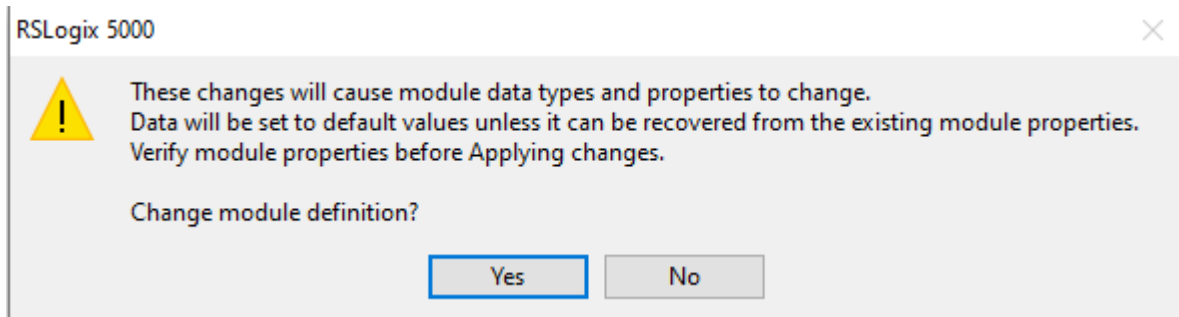 RSLogix 5000
These changes will cause module data types and properties to change.
Data will be set to default values unless it can be recovered from the existing module properties.
Verify module properties before Applying changes.
Change module definition?
Yes
No